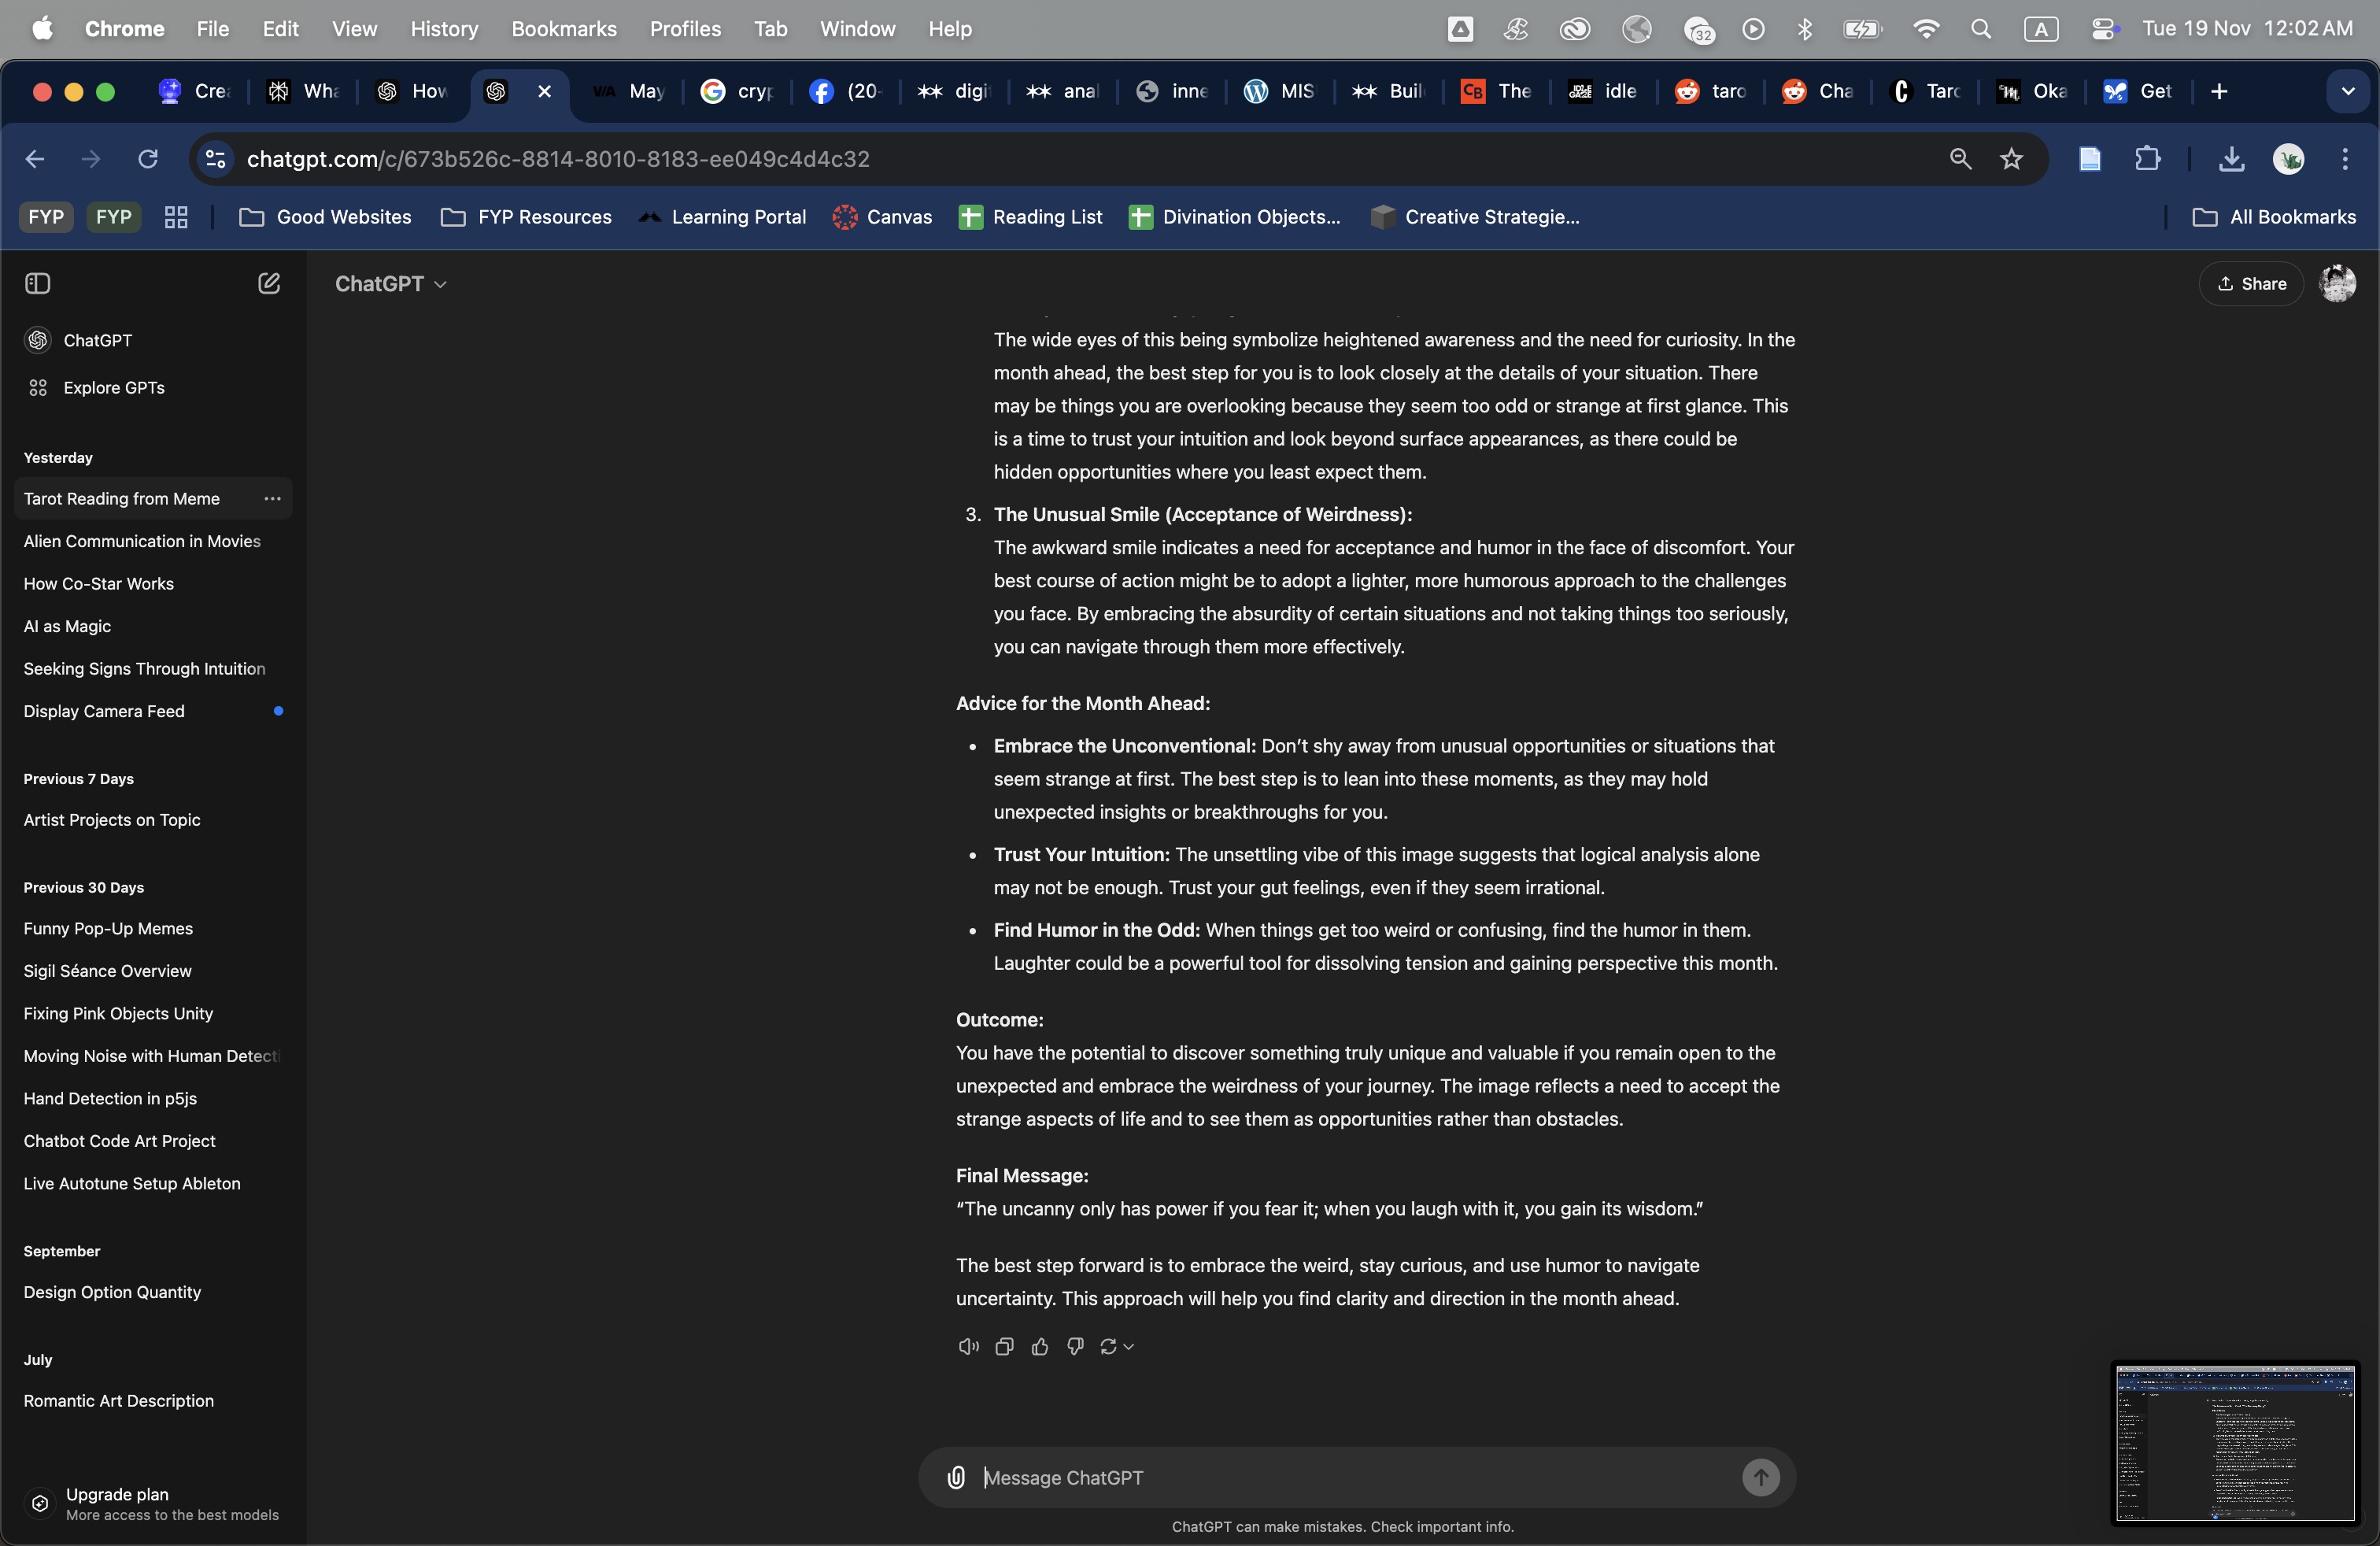 Chrome File Edit View History Bookmarks Profiles Tab Window Help 32 A Tue 19 Nov 12:02 AM
Crea Wha How May cryp (20- digi anal inne MIS Buil The idle taro Cha Tarc Oka Get
chatgpt.com/c/673b526c-8814-8010-8183-ee049c4d4c32
FYP FYP Good Websites FYP Resources Learning Portal Canvas Reading List Divination Objects... Creative Strategie... All Bookmarks
ChatGPT
Share
ChatGPT
Explore GPTs
Yesterday
Tarot Reading from Meme
Alien Communication in Movies
How Co-Star Works
AI as Magic
Seeking Signs Through Intuition
Display Camera Feed
Previous 7 Days
Artist Projects on Topic
Previous 30 Days
Funny Pop-Up Memes
Sigil Séance Overview
Fixing Pink Objects Unity
Moving Noise with Human Detecti
Hand Detection in p5js
Chatbot Code Art Project
Live Autotune Setup Ableton
September
Design Option Quantity
July
Romantic Art Description
Upgrade plan
More access to the best models
The wide eyes of this being symbolize heightened awareness and the need for curiosity. In the
month ahead, the best step for you is to look closely at the details of your situation. There
may be things you are overlooking because they seem too odd or strange at first glance. This
is a time to trust your intuition and look beyond surface appearances, as there could be
hidden opportunities where you least expect them.
3. The Unusual Smile (Acceptance of Weirdness):
The awkward smile indicates a need for acceptance and humor in the face of discomfort. Your
best course of action might be to adopt a lighter, more humorous approach to the challenges
you face. By embracing the absurdity of certain situations and not taking things too seriously,
you can navigate through them more effectively.
Advice for the Month Ahead:
• Embrace the Unconventional: Don’t shy away from unusual opportunities or situations that
seem strange at first. The best step is to lean into these moments, as they may hold
unexpected insights or breakthroughs for you.
• Trust Your Intuition: The unsettling vibe of this image suggests that logical analysis alone
may not be enough. Trust your gut feelings, even if they seem irrational.
• Find Humor in the Odd: When things get too weird or confusing, find the humor in them.
Laughter could be a powerful tool for dissolving tension and gaining perspective this month.
Outcome:
You have the potential to discover something truly unique and valuable if you remain open to the
unexpected and embrace the weirdness of your journey. The image reflects a need to accept the
strange aspects of life and to see them as opportunities rather than obstacles.
Final Message:
“The uncanny only has power if you fear it; when you laugh with it, you gain its wisdom.”
The best step forward is to embrace the weird, stay curious, and use humor to navigate
uncertainty. This approach will help you find clarity and direction in the month ahead.
Message ChatGPT
ChatGPT can make mistakes. Check important info.